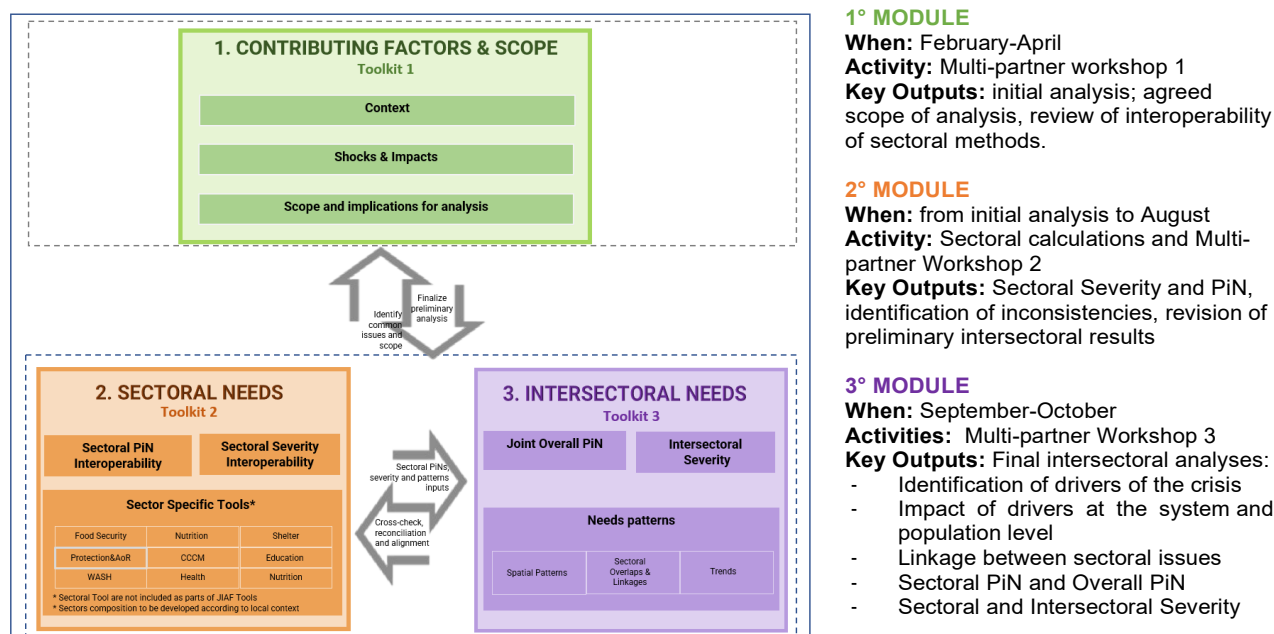 1. CONTRIBUTING FACTORS & SCOPE
Toolkit 1
Context
Shocks & Impacts
Scope and implications for analysis
Identify
common
issues and
scope
Finalize
preliminary
analysis
2. SECTORAL NEEDS
Toolkit 2
Sectoral PiN
Interoperability
Sectoral Severity
Interoperability
Sector Specific Tools*
Food Security
Nutrition
Shelter
Protection&AoR
CCCM
Education
WASH
Health
Nutrition
* Sectoral Tool are not included as parts of JIAF Tools
* Sectors composition to be developed according to local context
Sectoral PiNs,
severity and patterns
inputs
Cross-check,
reconciliation
and alignment
3. INTERSECTORAL NEEDS
Toolkit 3
Joint Overall PiN
Intersectoral
Severity
Needs patterns
Spatial Patterns
Sectoral
Overlaps &
Linkages
Trends
1° MODULE
When: February-April
Activity: Multi-partner workshop 1
Key Outputs: initial analysis; agreed
scope of analysis, review of interoperability
of sectoral methods.
2° MODULE
When: from initial analysis to August
Activity: Sectoral calculations and Multi-
partner Workshop 2
Key Outputs: Sectoral Severity and PiN,
identification of inconsistencies, revision of
preliminary intersectoral results
3° MODULE
When: September-October
Activities: Multi-partner Workshop 3
Key Outputs: Final intersectoral analyses:
- Identification of drivers of the crisis
- Impact of drivers at the system and
population level
- Linkage between sectoral issues
- Sectoral PiN and Overall PiN
- Sectoral and Intersectoral Severity